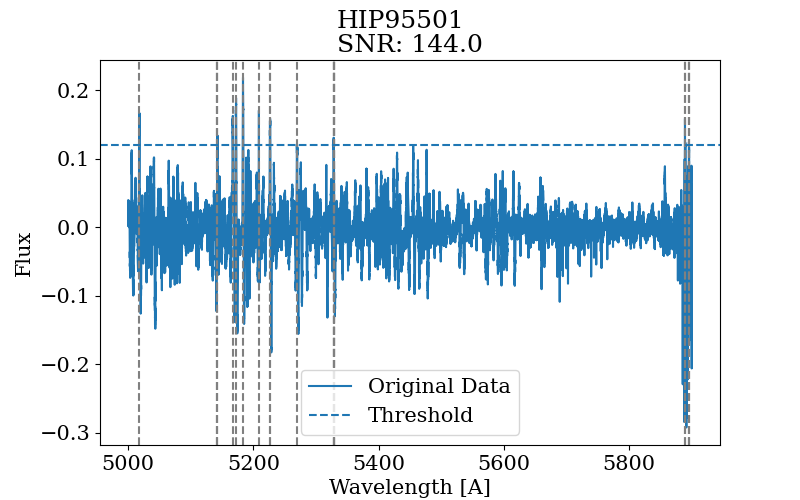 HIP95501
SNR: 144.0
Flux
0.2
0.1
0.0
−0.1
−0.2
−0.3
Original Data
Threshold
5000 5200 5400 5600 5800
Wavelength [A]